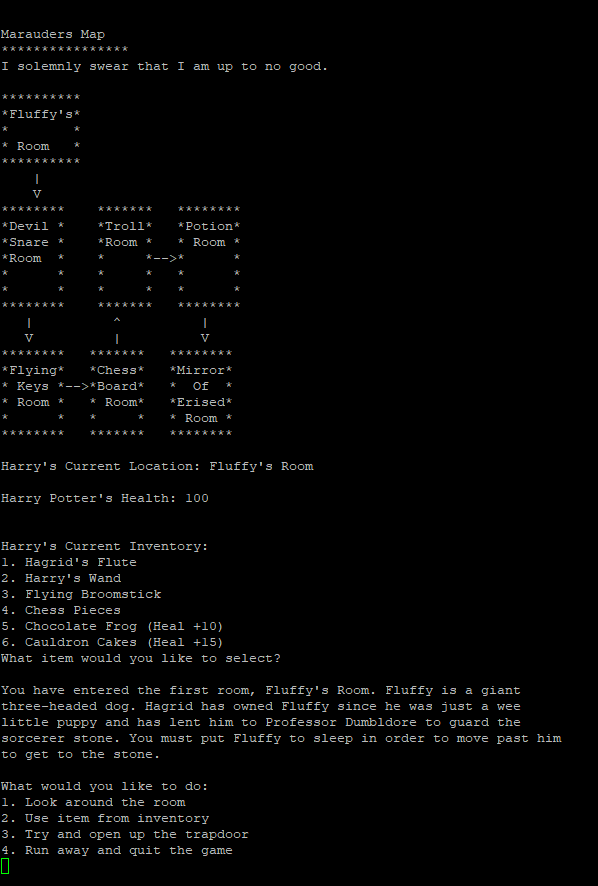 Marauders Map
****************
I solemnly swear that I am up to no good.

**********
*Fluffy's*
*        *
* Room   *
**********
    |
    V
********    *******   ********
*Devil *    *Troll*   *Potion*
*Snare *    *Room *   * Room *
*Room  *    *     *-->*      *
*      *    *     *   *      *
*      *    *     *   *      *
********    *******   ********
   |          ^          |
   V          |          V
********   *******   ********
*Flying*   *Chess*   *Mirror*
* Keys *-->*Board*   *  Of  *
* Room *   * Room*   *Erised*
*      *   *     *   * Room *
********   *******   ********

Harry's Current Location: Fluffy's Room

Harry Potter's Health: 100

Harry's Current Inventory:
1. Hagrid's Flute
2. Harry's Wand
3. Flying Broomstick
4. Chess Pieces
5. Chocolate Frog (Heal +10)
6. Cauldron Cakes (Heal +15)
What item would you like to select?

You have entered the first room, Fluffy's Room. Fluffy is a giant
three-headed dog. Hagrid has owned Fluffy since he was just a wee
little puppy and has lent him to Professor Dumbldore to guard the
sorcerer stone. You must put Fluffy to sleep in order to move past him
to get to the stone.

What would you like to do:
1. Look around the room
2. Use item from inventory
3. Try and open up the trapdoor
4. Run away and quit the game